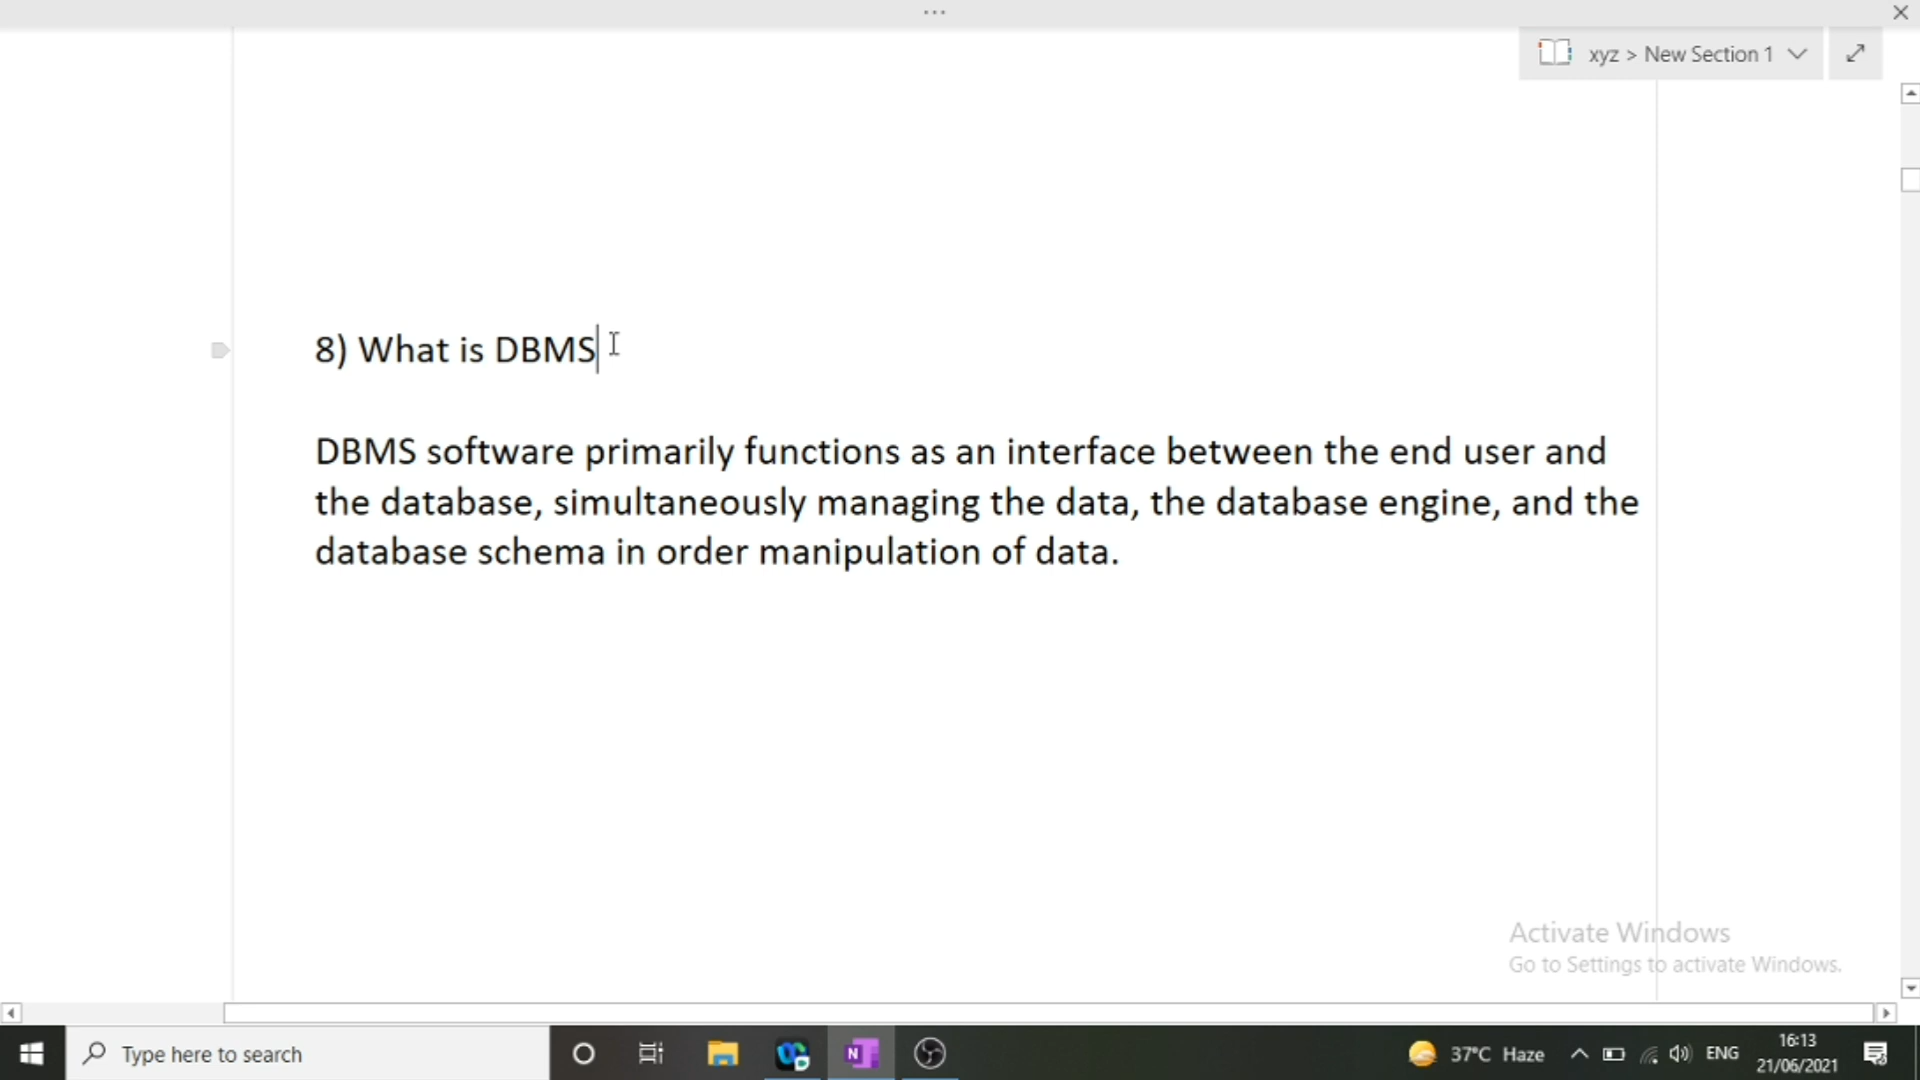 xyz > New Section 1
8) What is DBMS
DBMS software primarily functions as an interface between the end user and
the database, simultaneously managing the data, the database engine, and the
database schema in order manipulation of data.
Activate Windows
Go to Settings to activate Windows.
Type here to search
N
37°C Haze
ENG
16:13
21/06/2021